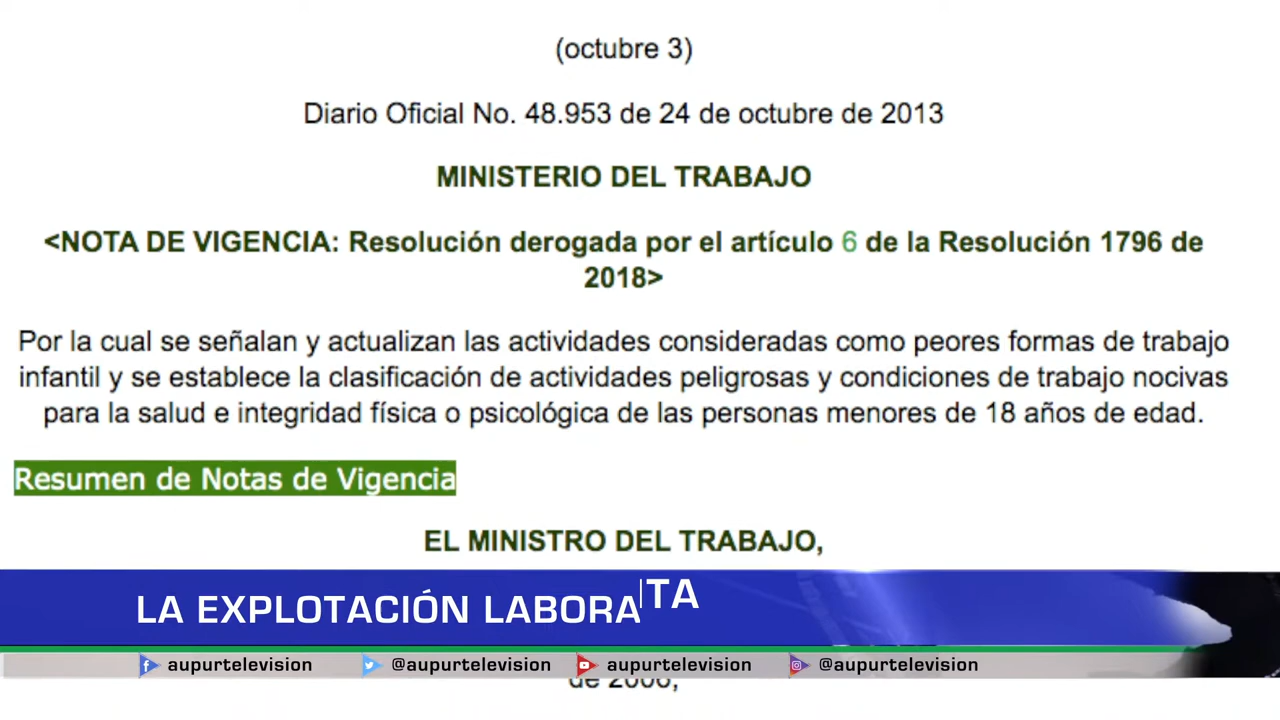 (octubre 3)
Diario Oficial No. 48.953 de 24 de octubre de 2013
MINISTERIO DEL TRABAJO
<NOTA DE VIGENCIA: Resolución derogada por el artículo 6 de la Resolución 1796 de
2018>
Por la cual se señalan y actualizan las actividades consideradas como peores formas de trabajo
infantil y se establece la clasificación de actividades peligrosas y condiciones de trabajo nocivas
para la salud e integridad física o psicológica de las personas menores de 18 años de edad.
Resumen de Notas de Vigencia
EL MINISTRO DEL TRABAJO,
LA EXPLOTACIÓN LABORA
TA
aupurtelevision @aupurtelevision aupurtelevision @aupurtelevision
de 2006,